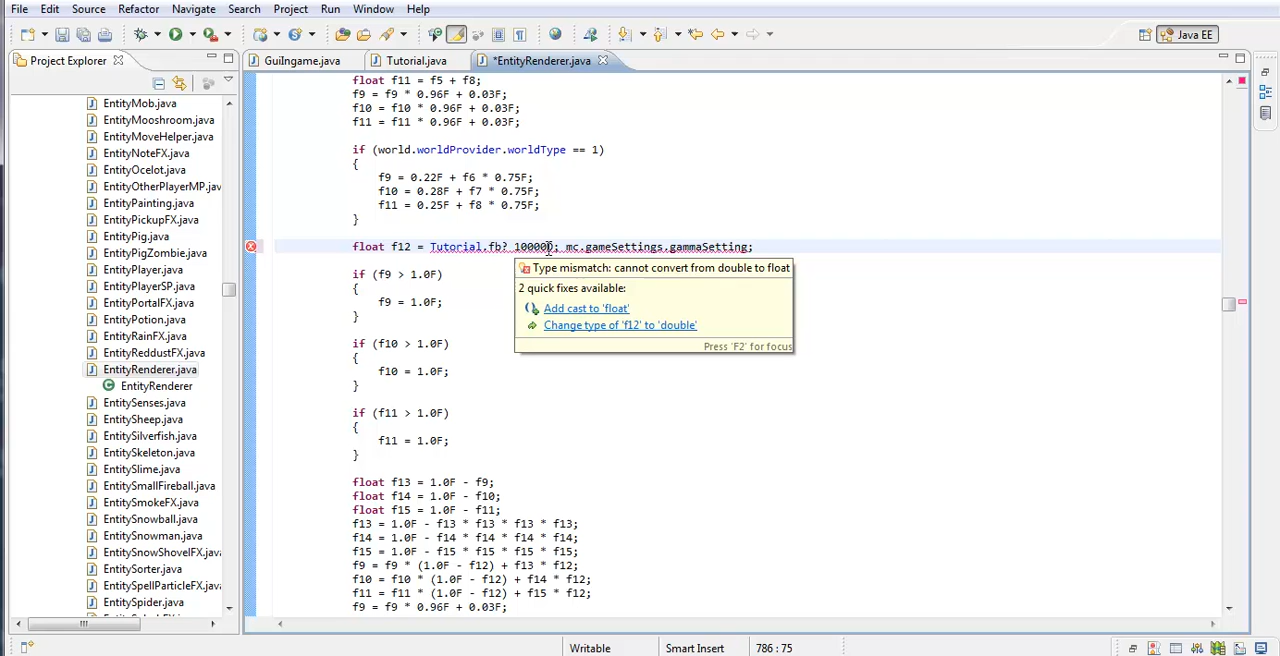 File Edit Source Refactor Navigate Search Project Run Window Help
Java EE
Project Explorer
GuiIngame.java
Tutorial.java
*EntityRenderer.java
EntityMob.java
EntityMooshroom.java
EntityMoveHelper.java
EntityNoteFX.java
EntityOcelot.java
EntityOtherPlayerMP.java
EntityPainting.java
EntityPickupFX.java
EntityPig.java
EntityPigZombie.java
EntityPlayer.java
EntityPlayerSP.java
EntityPortalFX.java
EntityPotion.java
EntityRainFX.java
EntityReddustFX.java
EntityRenderer.java
EntityRenderer
EntitySenses.java
EntitySheep.java
EntitySilverfish.java
EntitySkeleton.java
EntitySlime.java
EntitySmallFireball.java
EntitySmokeFX.java
EntitySnowball.java
EntitySnowman.java
EntitySnowShovelFX.java
EntitySorter.java
EntitySpellParticleFX.java
EntitySpider.java
float f11 = f5 + f8;
f9 = f9 * 0.96F + 0.03F;
f10 = f10 * 0.96F + 0.03F;
f11 = f11 * 0.96F + 0.03F;
if (world.worldProvider.worldType == 1)
{
f9 = 0.22F + f6 * 0.75F;
f10 = 0.28F + f7 * 0.75F;
f11 = 0.25F + f8 * 0.75F;
}
float f12 = Tutorial.fb? 10000D; mc.gameSettings.gammaSetting;
Type mismatch: cannot convert from double to float
2 quick fixes available:
Add cast to 'float'
Change type of 'f12' to 'double'
Press 'F2' for focus
if (f9 > 1.0F)
{
f9 = 1.0F;
}
if (f10 > 1.0F)
{
f10 = 1.0F;
}
if (f11 > 1.0F)
{
f11 = 1.0F;
}
float f13 = 1.0F - f9;
float f14 = 1.0F - f10;
float f15 = 1.0F - f11;
f13 = 1.0F - f13 * f13 * f13 * f13;
f14 = 1.0F - f14 * f14 * f14 * f14;
f15 = 1.0F - f15 * f15 * f15 * f15;
f9 = f9 * (1.0F - f12) + f13 * f12;
f10 = f10 * (1.0F - f12) + f14 * f12;
f11 = f11 * (1.0F - f12) + f15 * f12;
f9 = f9 * 0.96F + 0.03F;
Writable
Smart Insert
786 : 75